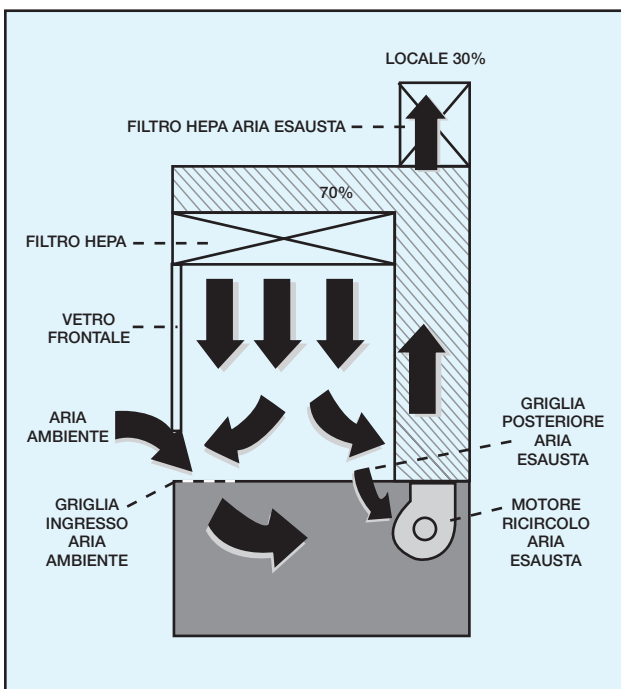 LOCALE 30%
FILTRO HEPA ARIA ESAUSTA
70%
FILTRO HEPA
VETRO
FRONTALE
ARIA
AMBIENTE
GRIGLIA
POSTERIORE
ARIA
ESAUSTA
GRIGLIA
INGRESSO
ARIA
AMBIENTE
MOTORE
RICIRCOLO
ARIA
ESAUSTA